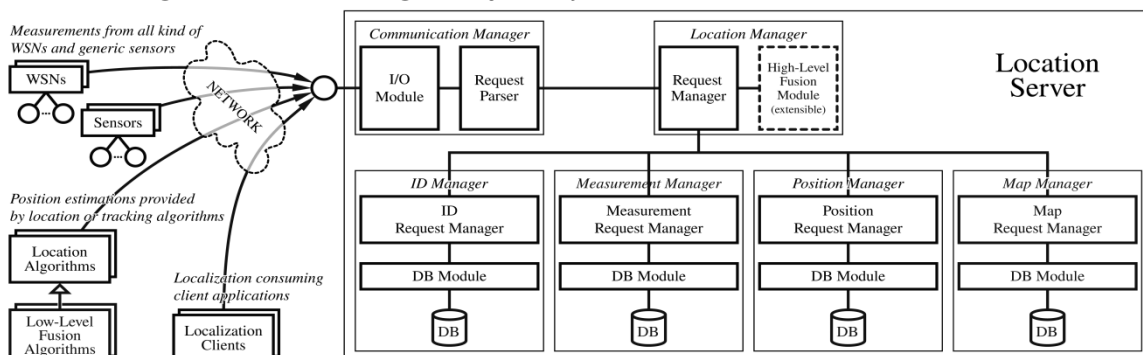 Measurements from all kind of
WSNs and generic sensors
WSNs
Sensors
NETWORK
Position estimations provided
by location or tracking algorithms
Location
Algorithms
Low-Level
Fusion
Algorithms
Localization consuming
client applications
Localization
Clients
Communication Manager
I/O
Module
Request
Parser
Location Manager
Request
Manager
High-Level
Fusion
Module
(extensible)
Location
Server
ID Manager
ID
Request Manager
DB Module
DB
Measurement Manager
Measurement
Request Manager
DB Module
DB
Position Manager
Position
Request Manager
DB Module
DB
Map Manager
Map
Request Manager
DB Module
DB